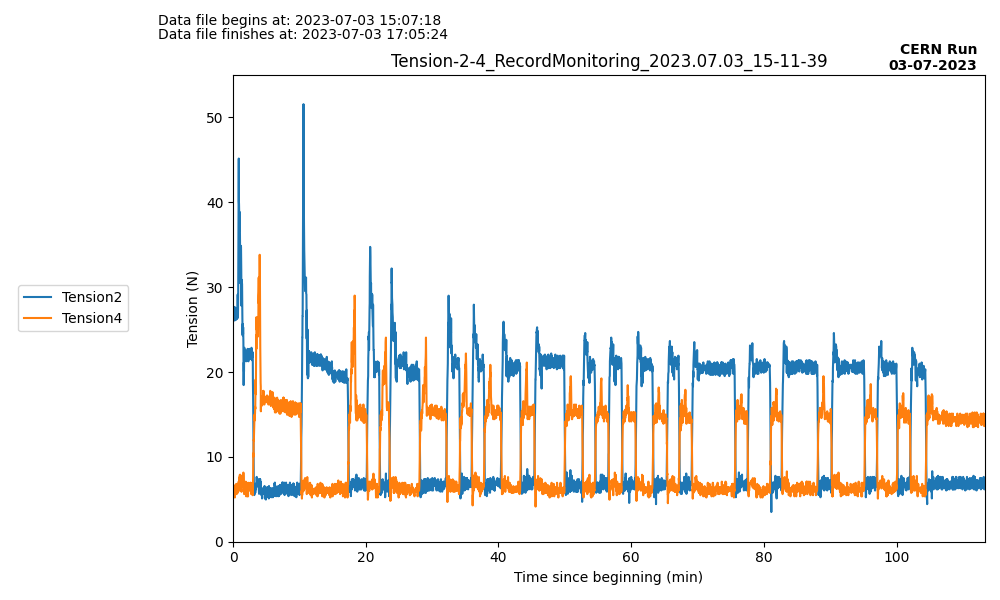 Data file begins at: 2023-07-03 15:07:18
Data file finishes at: 2023-07-03 17:05:24
CERN Run
03-07-2023
Tension-2-4_RecordMonitoring_2023.07.03_15-11-39
Tension2
Tension4
Tension (N)
50
40
30
20
10
0
0 20 40 60 80 100
Time since beginning (min)